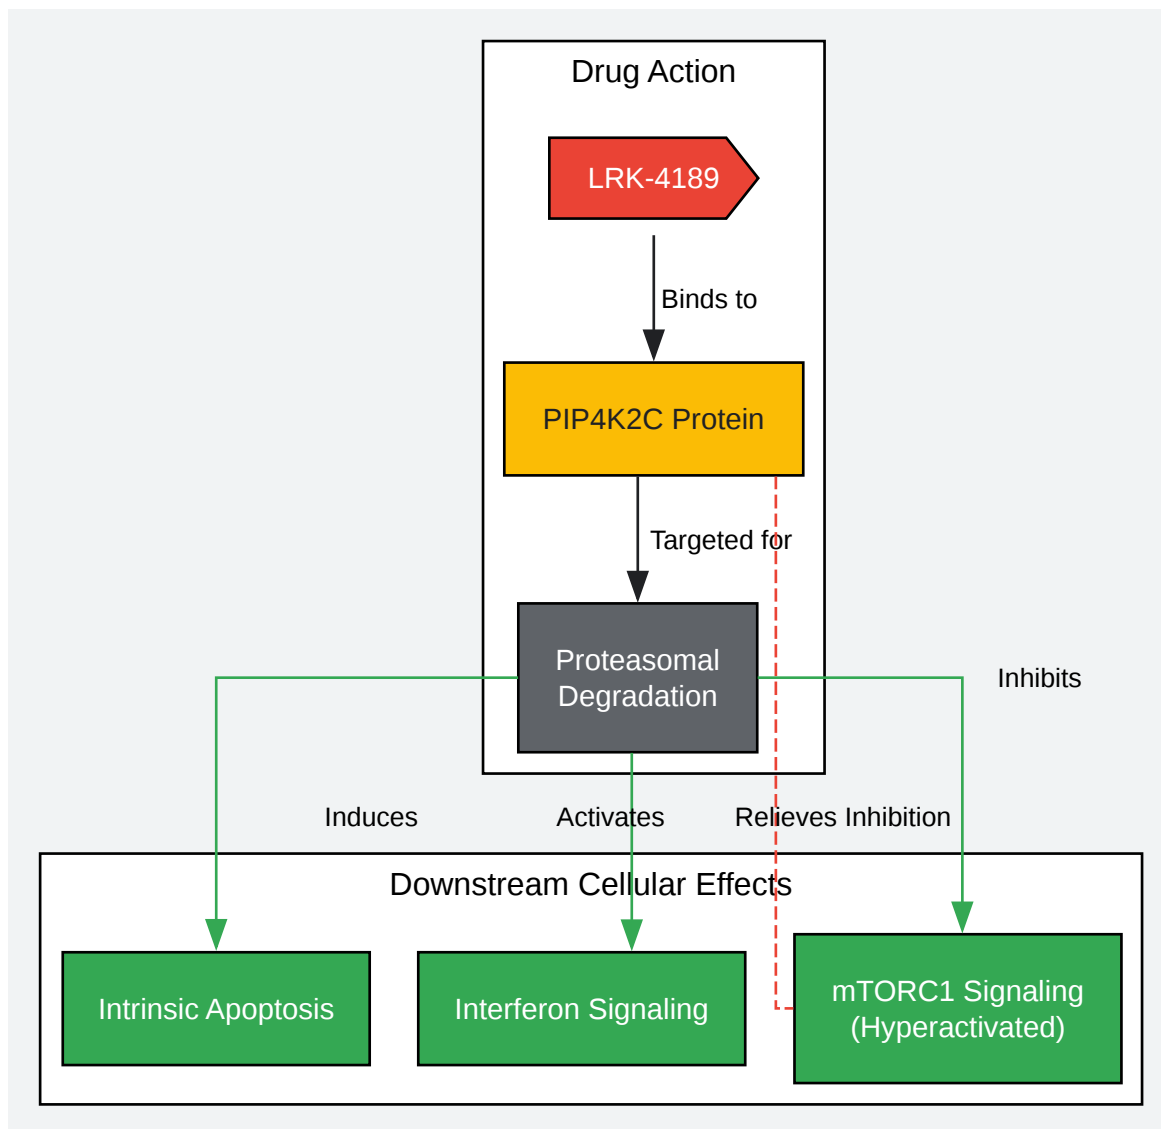 Drug Action
LRK-4189
Binds to
PIP4K2C Protein
Targeted for
Proteasomal
Degradation
Inhibits
Induces
Activates
Relieves Inhibition
Downstream Cellular Effects
Intrinsic Apoptosis
Interferon Signaling
mTORC1 Signaling
(Hyperactivated)